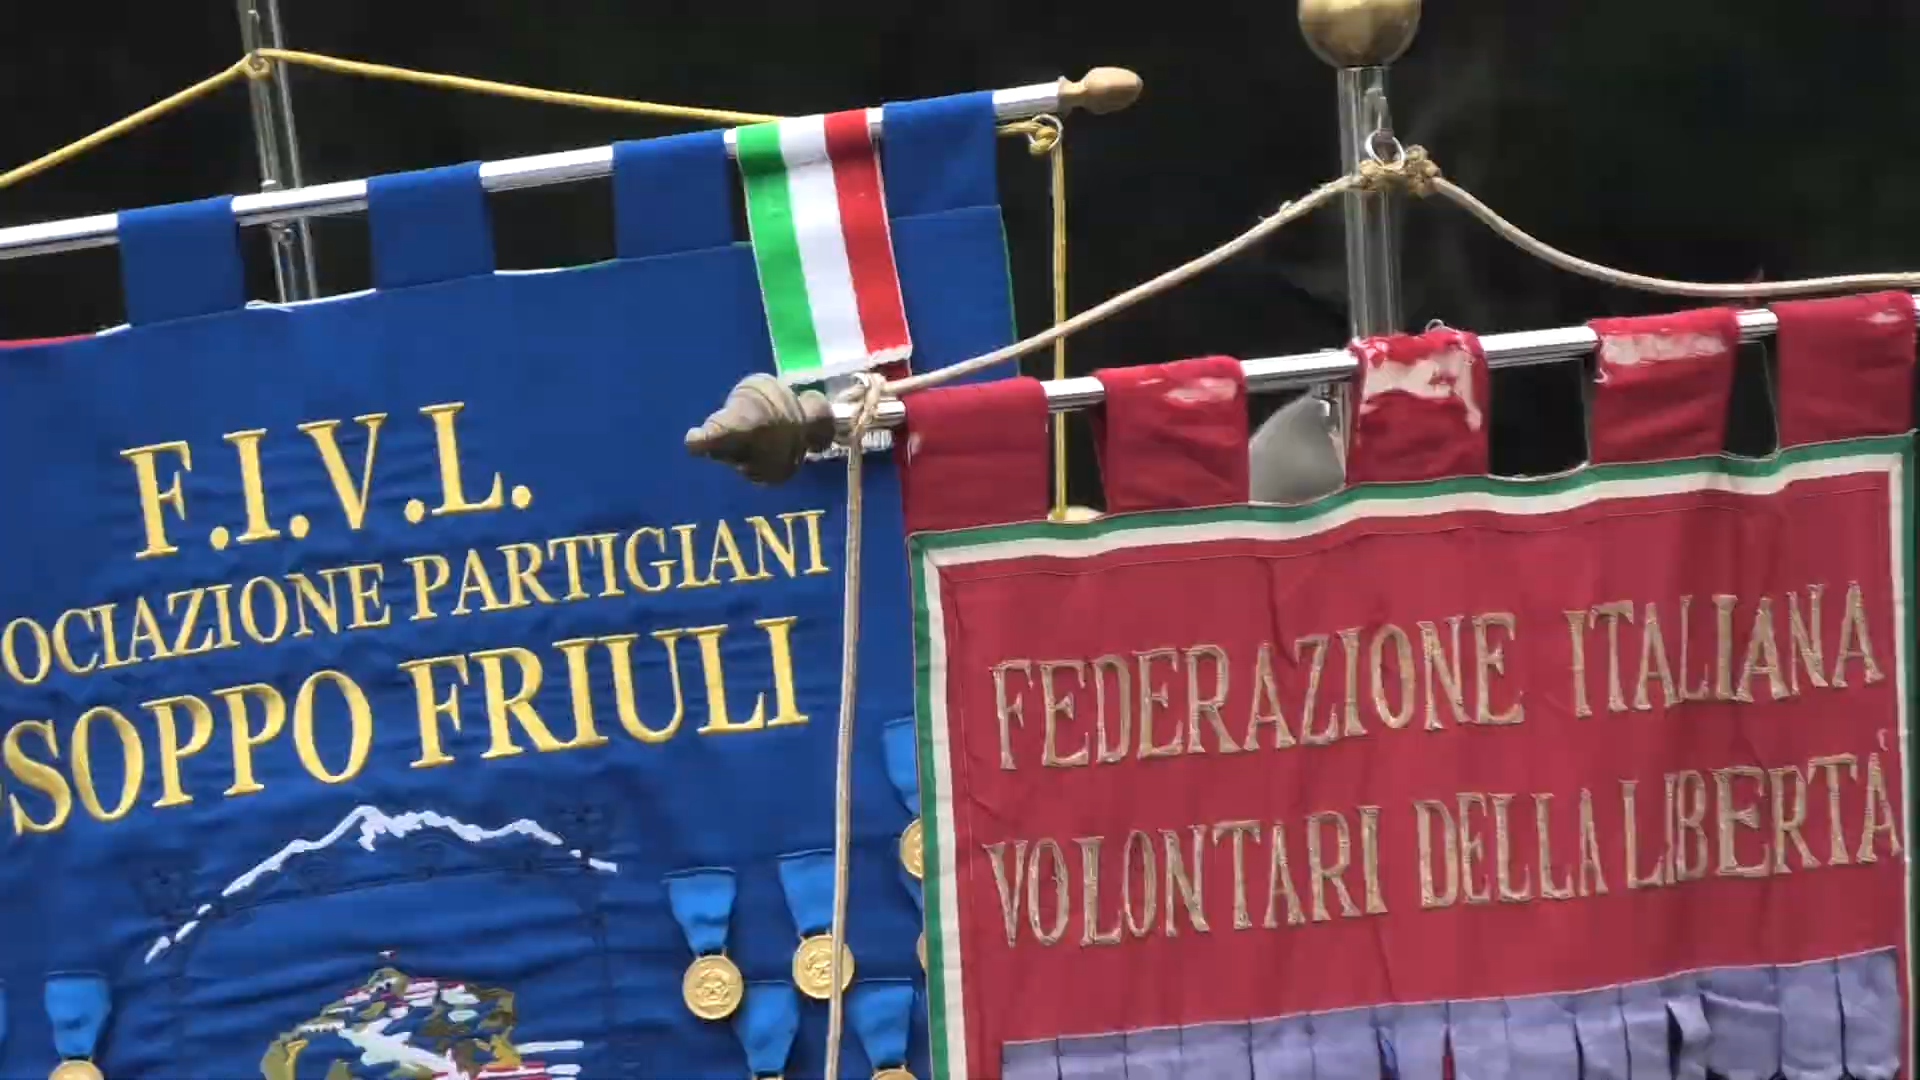 F.I.V.L.
OCIAZIONE PARTIGIANI
SOPPO FRIULI
FEDERAZIONE ITALIANA
VOLONTARI DELLA LIBERTÀ